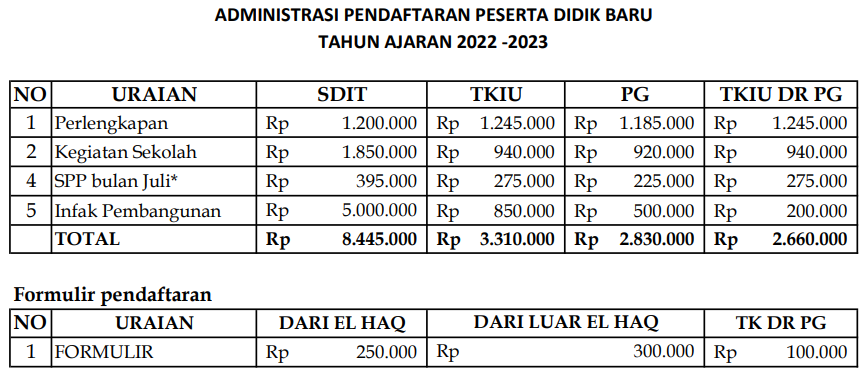 ADMINISTRASI PENDAFTARAN PESERTA DIDIK BARU
TAHUN AJARAN 2022 -2023
NO URAIAN SDIT TKIU PG TKIU DR PG
1 Perlengkapan Rp 1.200.000 Rp 1.245.000 Rp 1.185.000 Rp 1.245.000
2 Kegiatan Sekolah Rp 1.850.000 Rp 940.000 Rp 920.000 Rp 940.000
4 SPP bulan Juli* Rp 395.000 Rp 275.000 Rp 225.000 Rp 275.000
5 Infak Pembangunan Rp 5.000.000 Rp 850.000 Rp 500.000 Rp 200.000
TOTAL Rp 8.445.000 Rp 3.310.000 Rp 2.830.000 Rp 2.660.000
Formulir pendaftaran
NO URAIAN DARI EL HAQ DARI LUAR EL HAQ TK DR PG
1 FORMULIR Rp 250.000 Rp 300.000 Rp 100.000